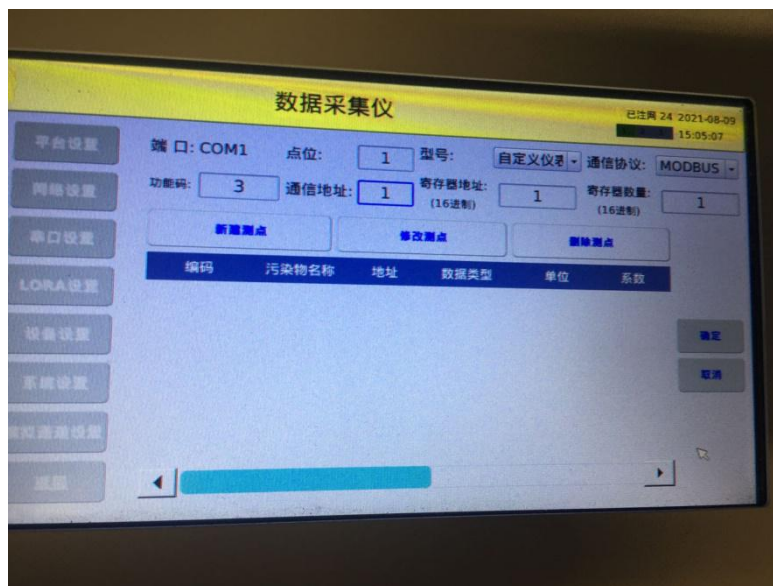 数据采集仪
已注网 24 2021-08-09
15:05:07
平台设置
网络设置
串口设置
LORA设置
设备设置
系统设置
模拟通道设置
端 口: COM1 点位: 1 型号: 自定义仪表 通信协议: MODBUS
功能码: 3 通信地址: 1 寄存器地址: (16进制) 1 寄存器数量: (16进制) 1
新建测点 修改测点 删除测点
编码 污染物名称 地址 数据类型 单位 系数
确定
取消